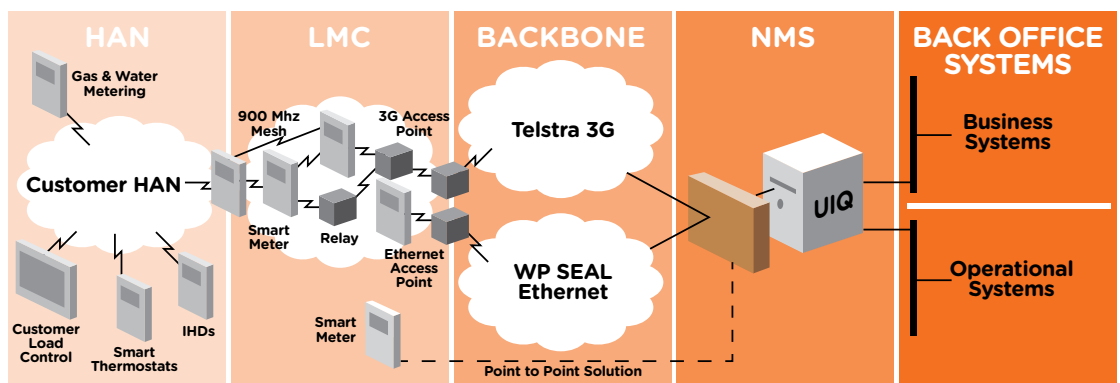 HAN
LMC
BACKBONE
NMS
BACK OFFICE
SYSTEMS
Gas & Water
Metering
Customer HAN
Customer
Load
Control
Smart
Thermostats
IHDs
900 Mhz
Mesh
3G Access
Point
Smart
Meter
Relay
Ethernet
Access
Point
Smart
Meter
Telstra 3G
WP SEAL
Ethernet
Point to Point Solution
UIQ
Business
Systems
Operational
Systems